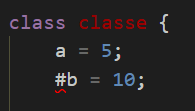 class classe {
a = 5;
#b = 10;